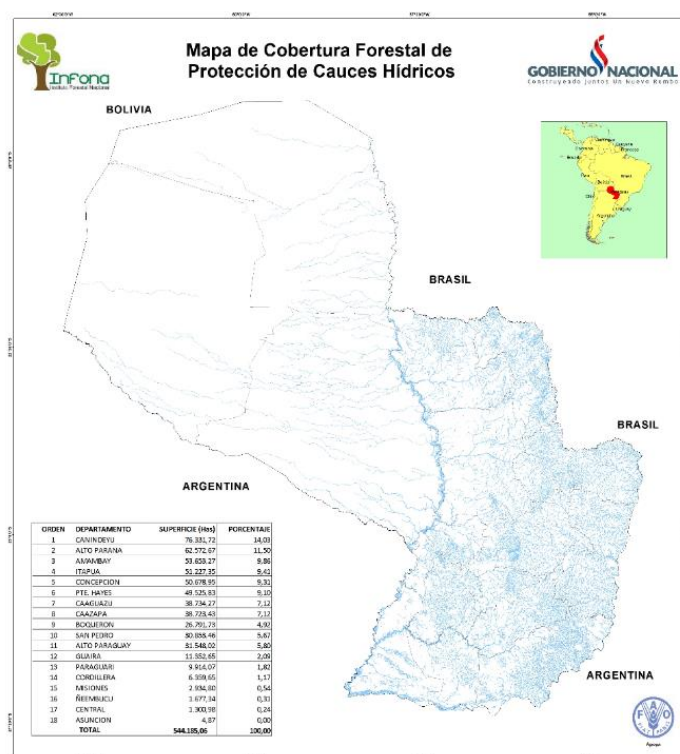 Mapa de Cobertura Forestal de
Protección de Cauces Hídricos
InFona
Instituto Forestal Nacional
GOBIERNO NACIONAL
Construyendo Juntos Un Nuevo Rumbo
BOLIVIA
BRASIL
BRASIL
ARGENTINA
ARGENTINA
ORDEN DEPARTAMENTO SUPERFICIE (Has) PORCENTAJE
1 CANINDEYU 76.331,72 14,03
2 ALTO PARANA 62.572,67 11,50
3 AMAMBAY 53.653,27 9,86
4 ITAPUA 51.227,35 9,41
5 CONCEPCION 50.678,95 9,31
6 PTE. HAYES 49.525,83 9,10
7 CAAGUAZU 38.734,27 7,12
8 CAAZAPA 38.723,43 7,12
9 BOQUERON 26.791,73 4,92
10 SAN PEDRO 30.838,46 5,67
11 ALTO PARAGUAY 31.548,02 5,80
12 GUAIRA 11.352,65 2,09
13 PARAGUARI 9.914,07 1,82
14 CORDILLERA 1,17
15 MISIONES 2.934,80 0,54
16 ÑEEMBUCU 1.677,34 0,31
17 CENTRAL 1.300,98 0,24
18 ASUNCION 4,87 0,00
TOTAL 544.185,06 100,00
FAO